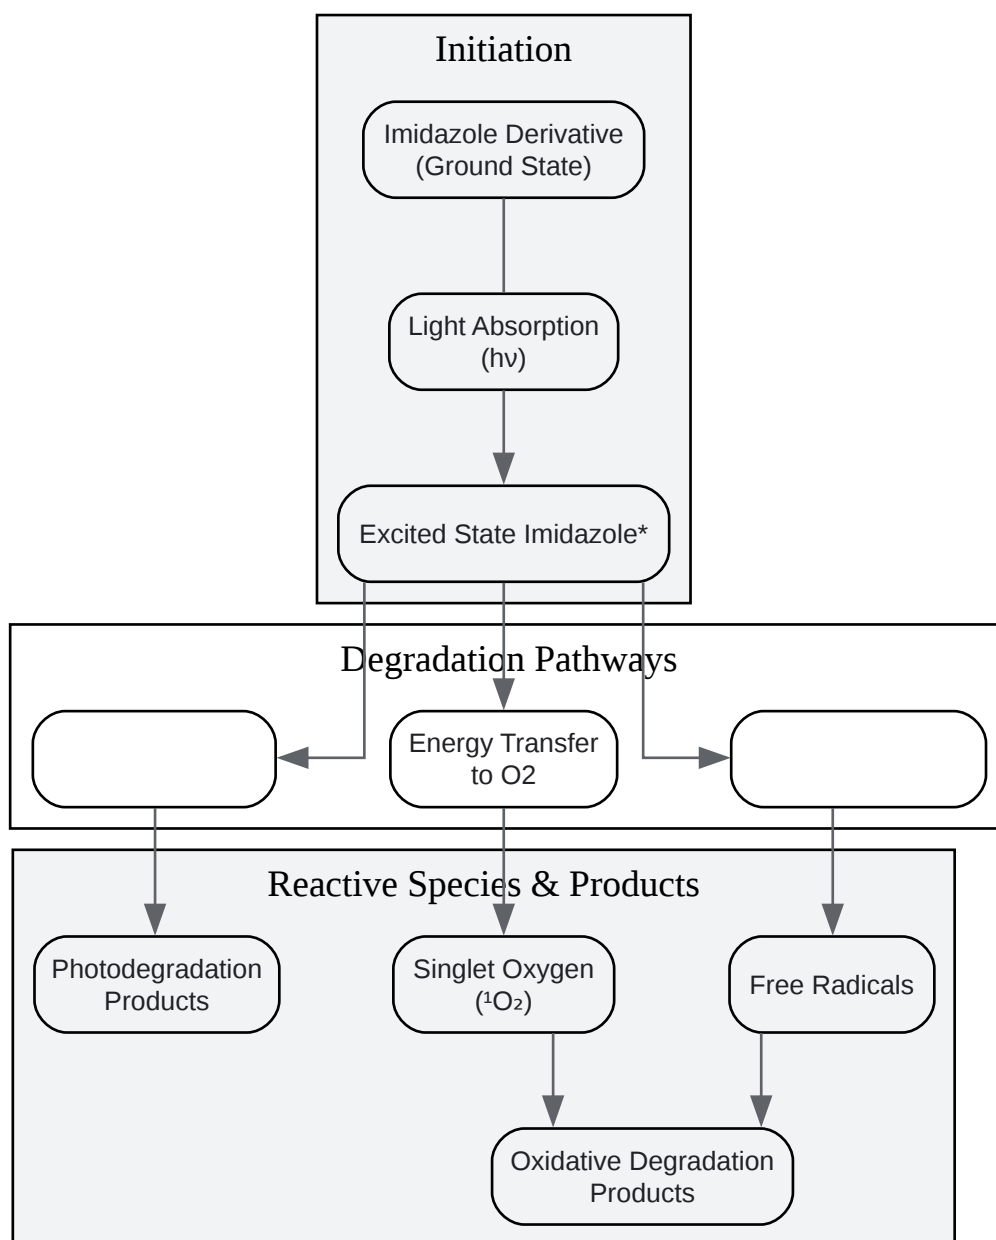 Initiation
Imidazole Derivative
(Ground State)
Light Absorption
(hν)
Excited State Imidazole*
Degradation Pathways
Energy Transfer
to O2
Reactive Species & Products
Photodegradation
Products
Singlet Oxygen
(¹O₂)
Free Radicals
Oxidative Degradation
Products